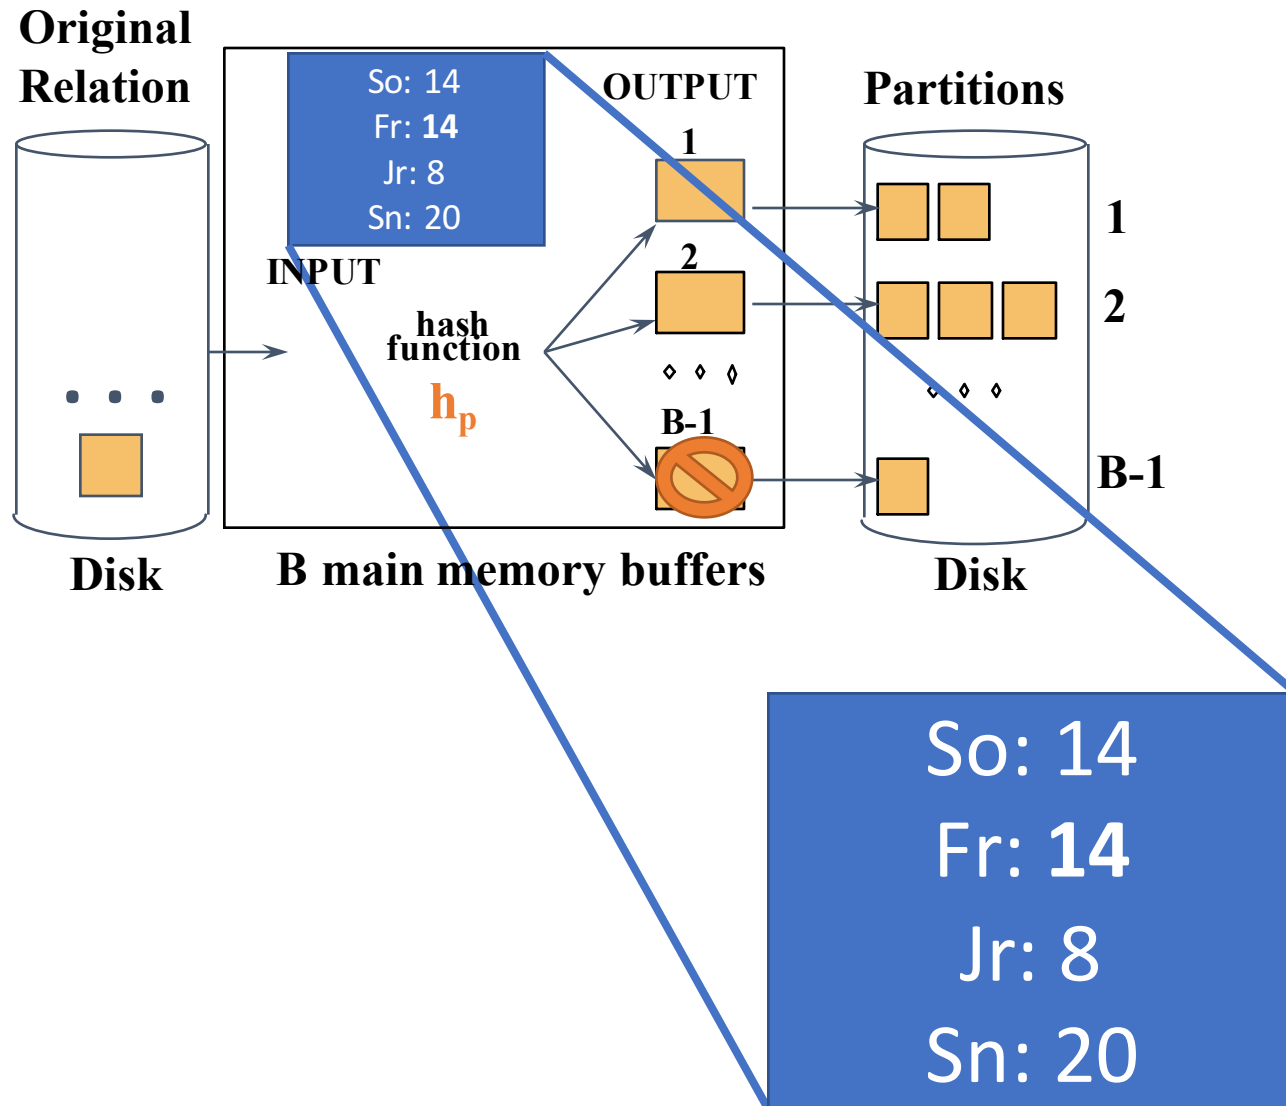 Original
Relation
So: 14
Fr: 14
Jr: 8
Sn: 20
OUTPUT
Partitions
1
1
INPUT
2
2
hash
function
hp
B-1
B-1
Disk
B main memory buffers
Disk
So: 14
Fr: 14
Jr: 8
Sn: 20